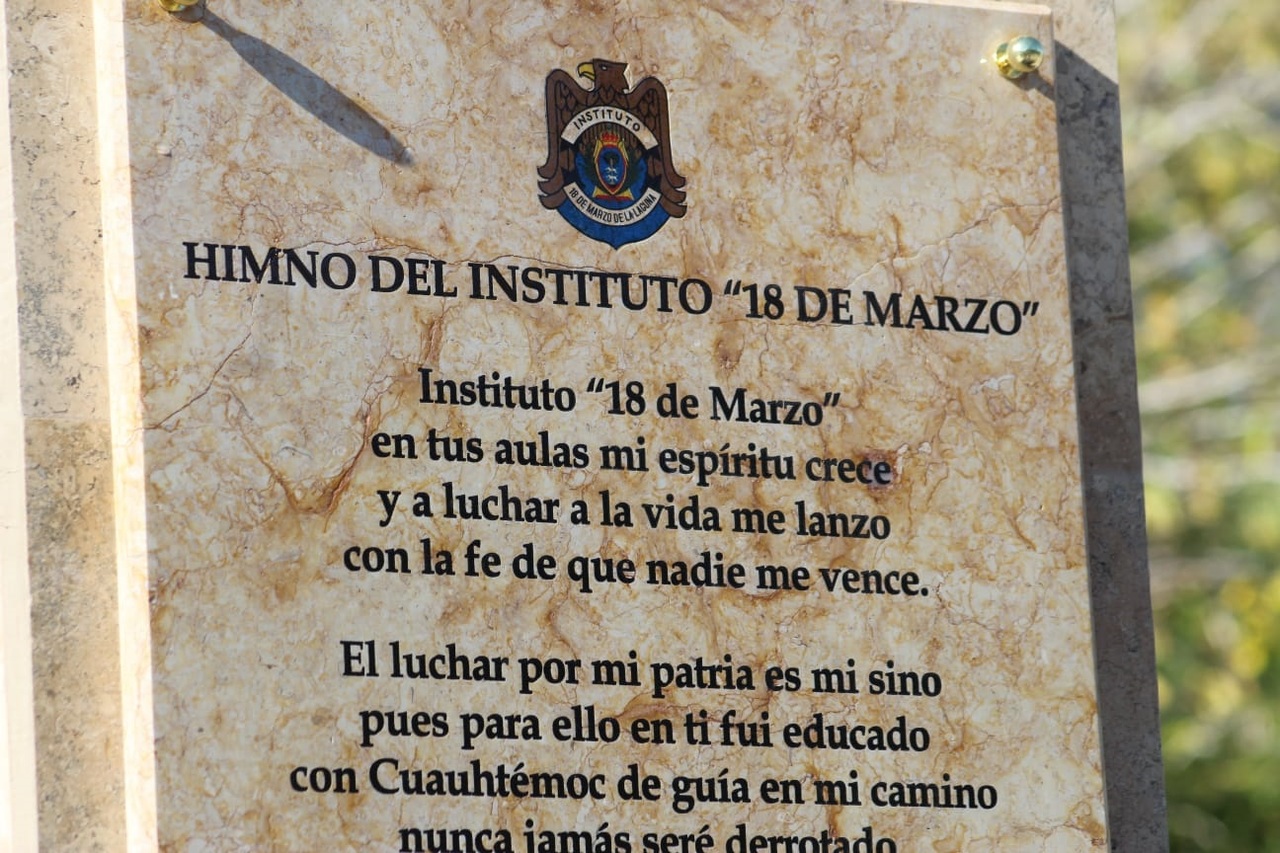 INSTITUTO
18 DE MARZO DE LA LAGUNA
HIMNO DEL INSTITUTO “18 DE MARZO”
Instituto “18 de Marzo”
en tus aulas mi espíritu crece
y a luchar a la vida me lanzo
con la fe de que nadie me vence.
El luchar por mi patria es mi sino
pues para ello en ti fui educado
con Cuauhtémoc de guía en mi camino
nunca jamás seré derrotado